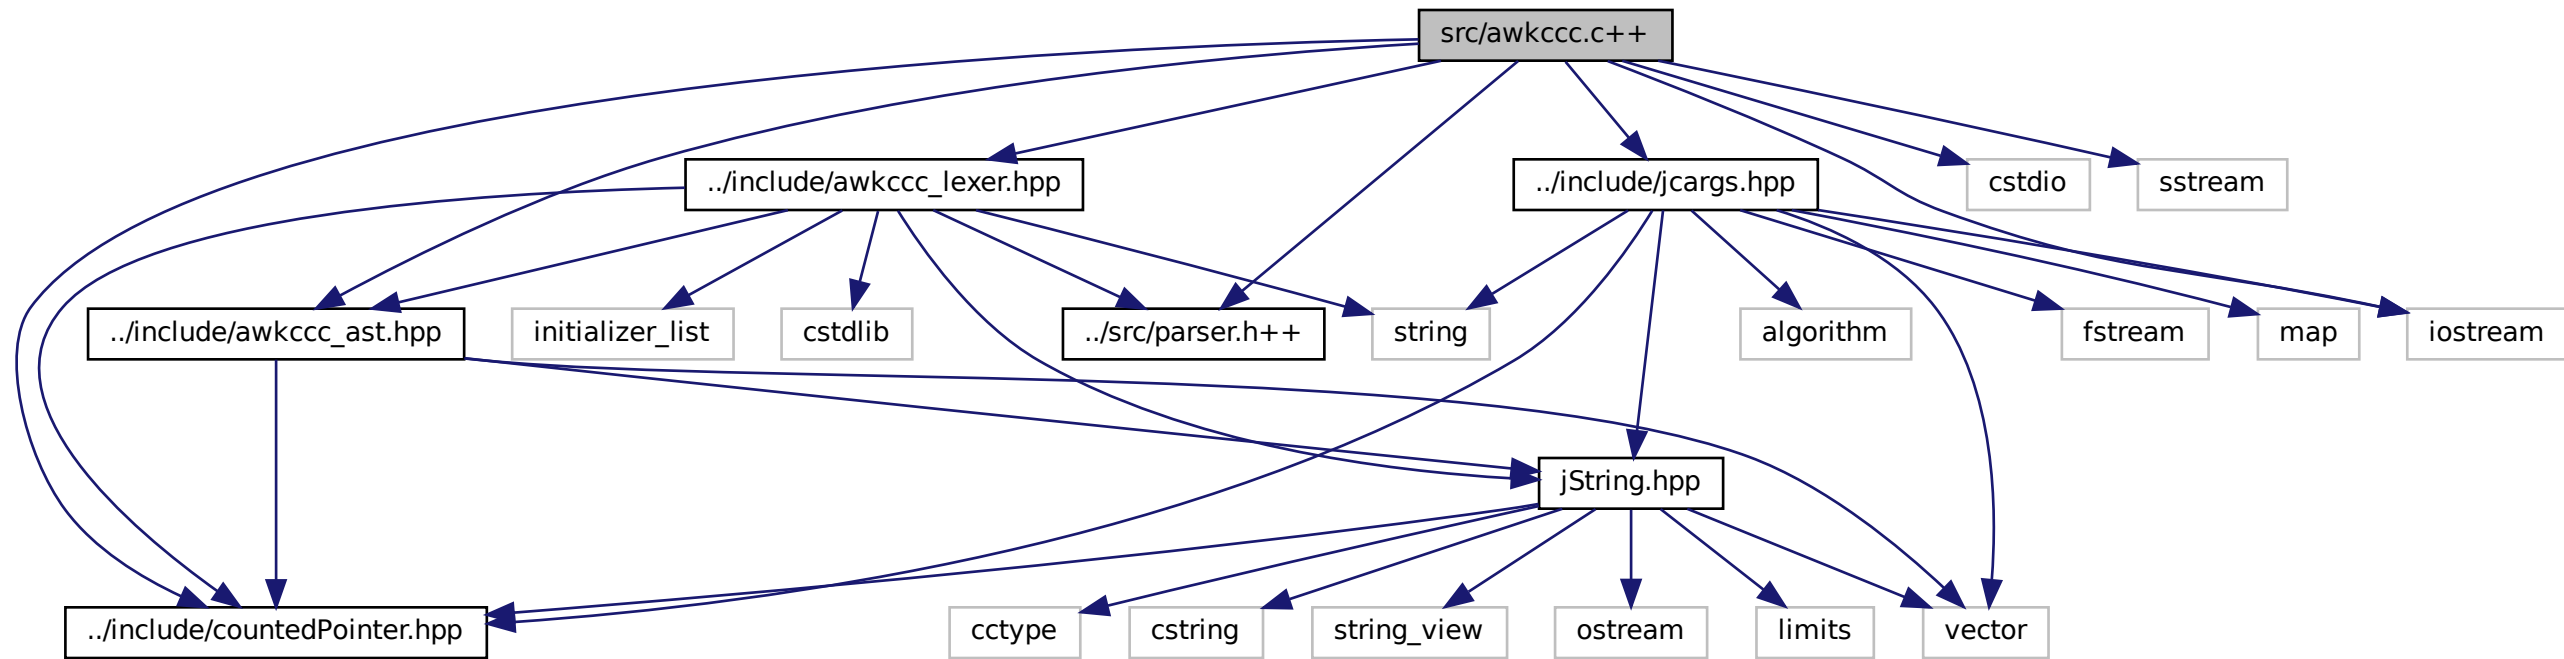 src/awkccc.c++
../include/awkccc_lexer.hpp
../include/jcargs.hpp
cstdio
sstream
../include/awkccc_ast.hpp
initializer_list
cstdlib
../src/parser.h++
string
algorithm
fstream
map
iostream
jString.hpp
../include/countedPointer.hpp
cctype
cstring
string_view
ostream
limits
vector